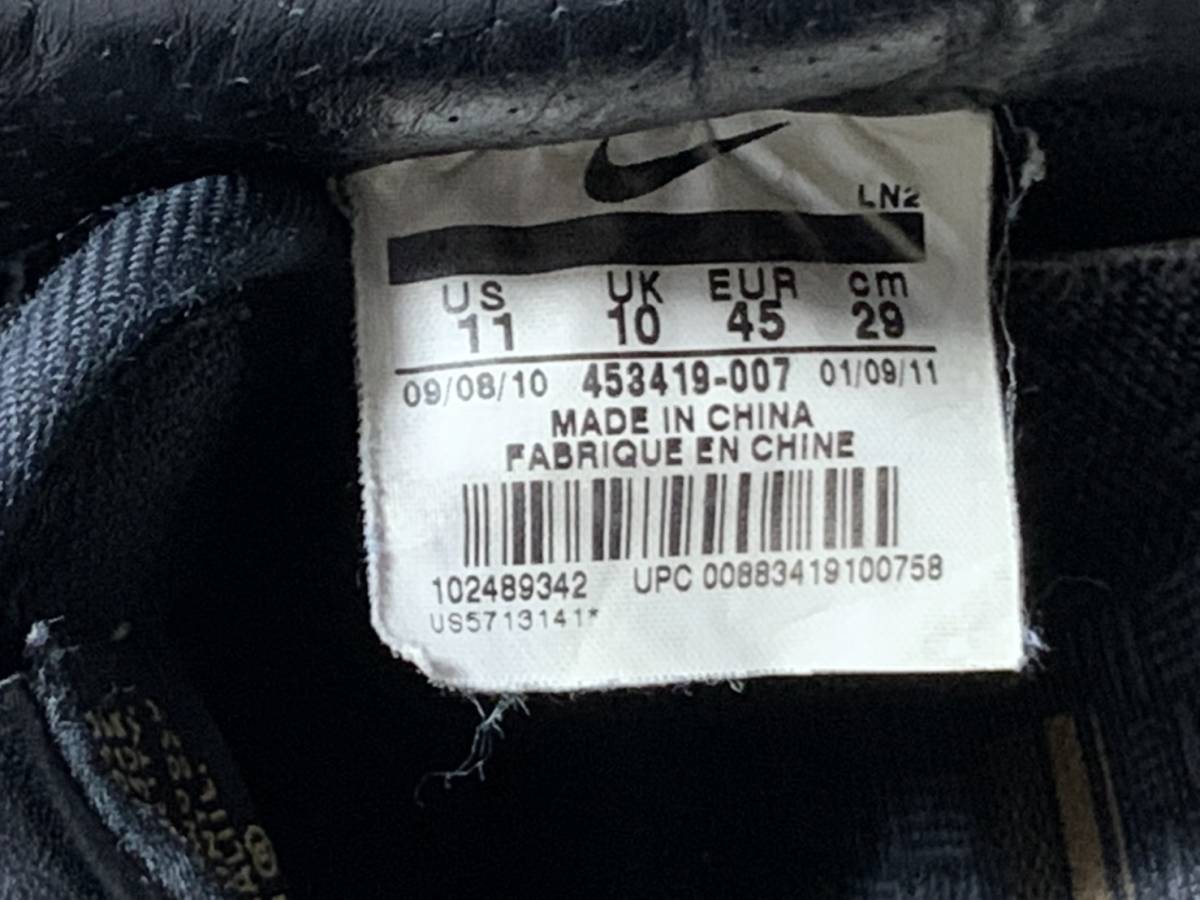 LN2
US UK EUR cm
11 10 45 29
09/08/10 453419-007 01/09/11
MADE IN CHINA
FABRIQUE EN CHINE
102489342 UPC 00883419100758
US5713141*